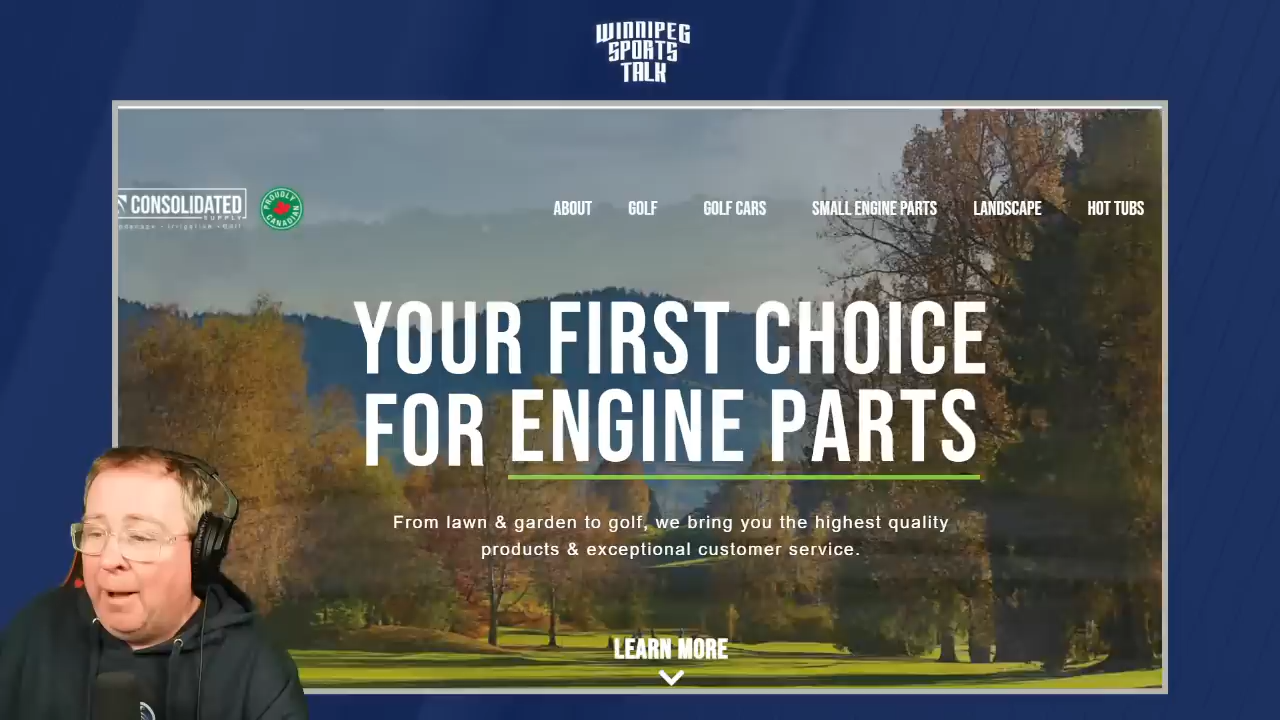 WINNIPEG
SPORTS
TALK
CONSOLIDATED
SUPPLY
PROUDLY
CANADIAN
ABOUT GOLF GOLF CARS SMALL ENGINE PARTS LANDSCAPE HOT TUBS
YOUR FIRST CHOICE
FOR ENGINE PARTS
From lawn & garden to golf, we bring you the highest quality
products & exceptional customer service.
LEARN MORE